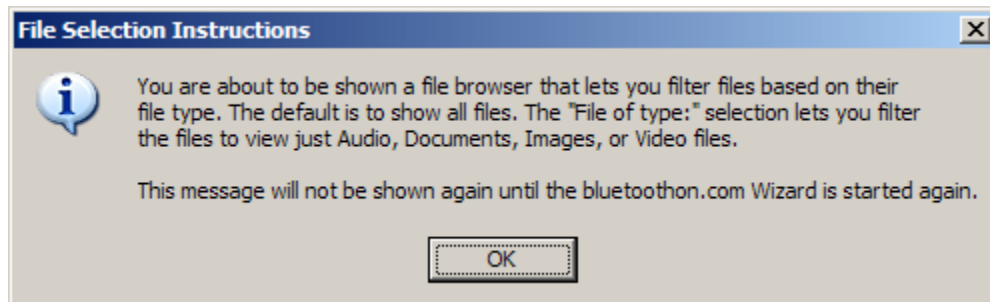 File Selection Instructions
You are about to be shown a file browser that lets you filter files based on their
file type. The default is to show all files. The "File of type:" selection lets you filter
the files to view just Audio, Documents, Images, or Video files.
This message will not be shown again until the bluetoothon.com Wizard is started again.
OK